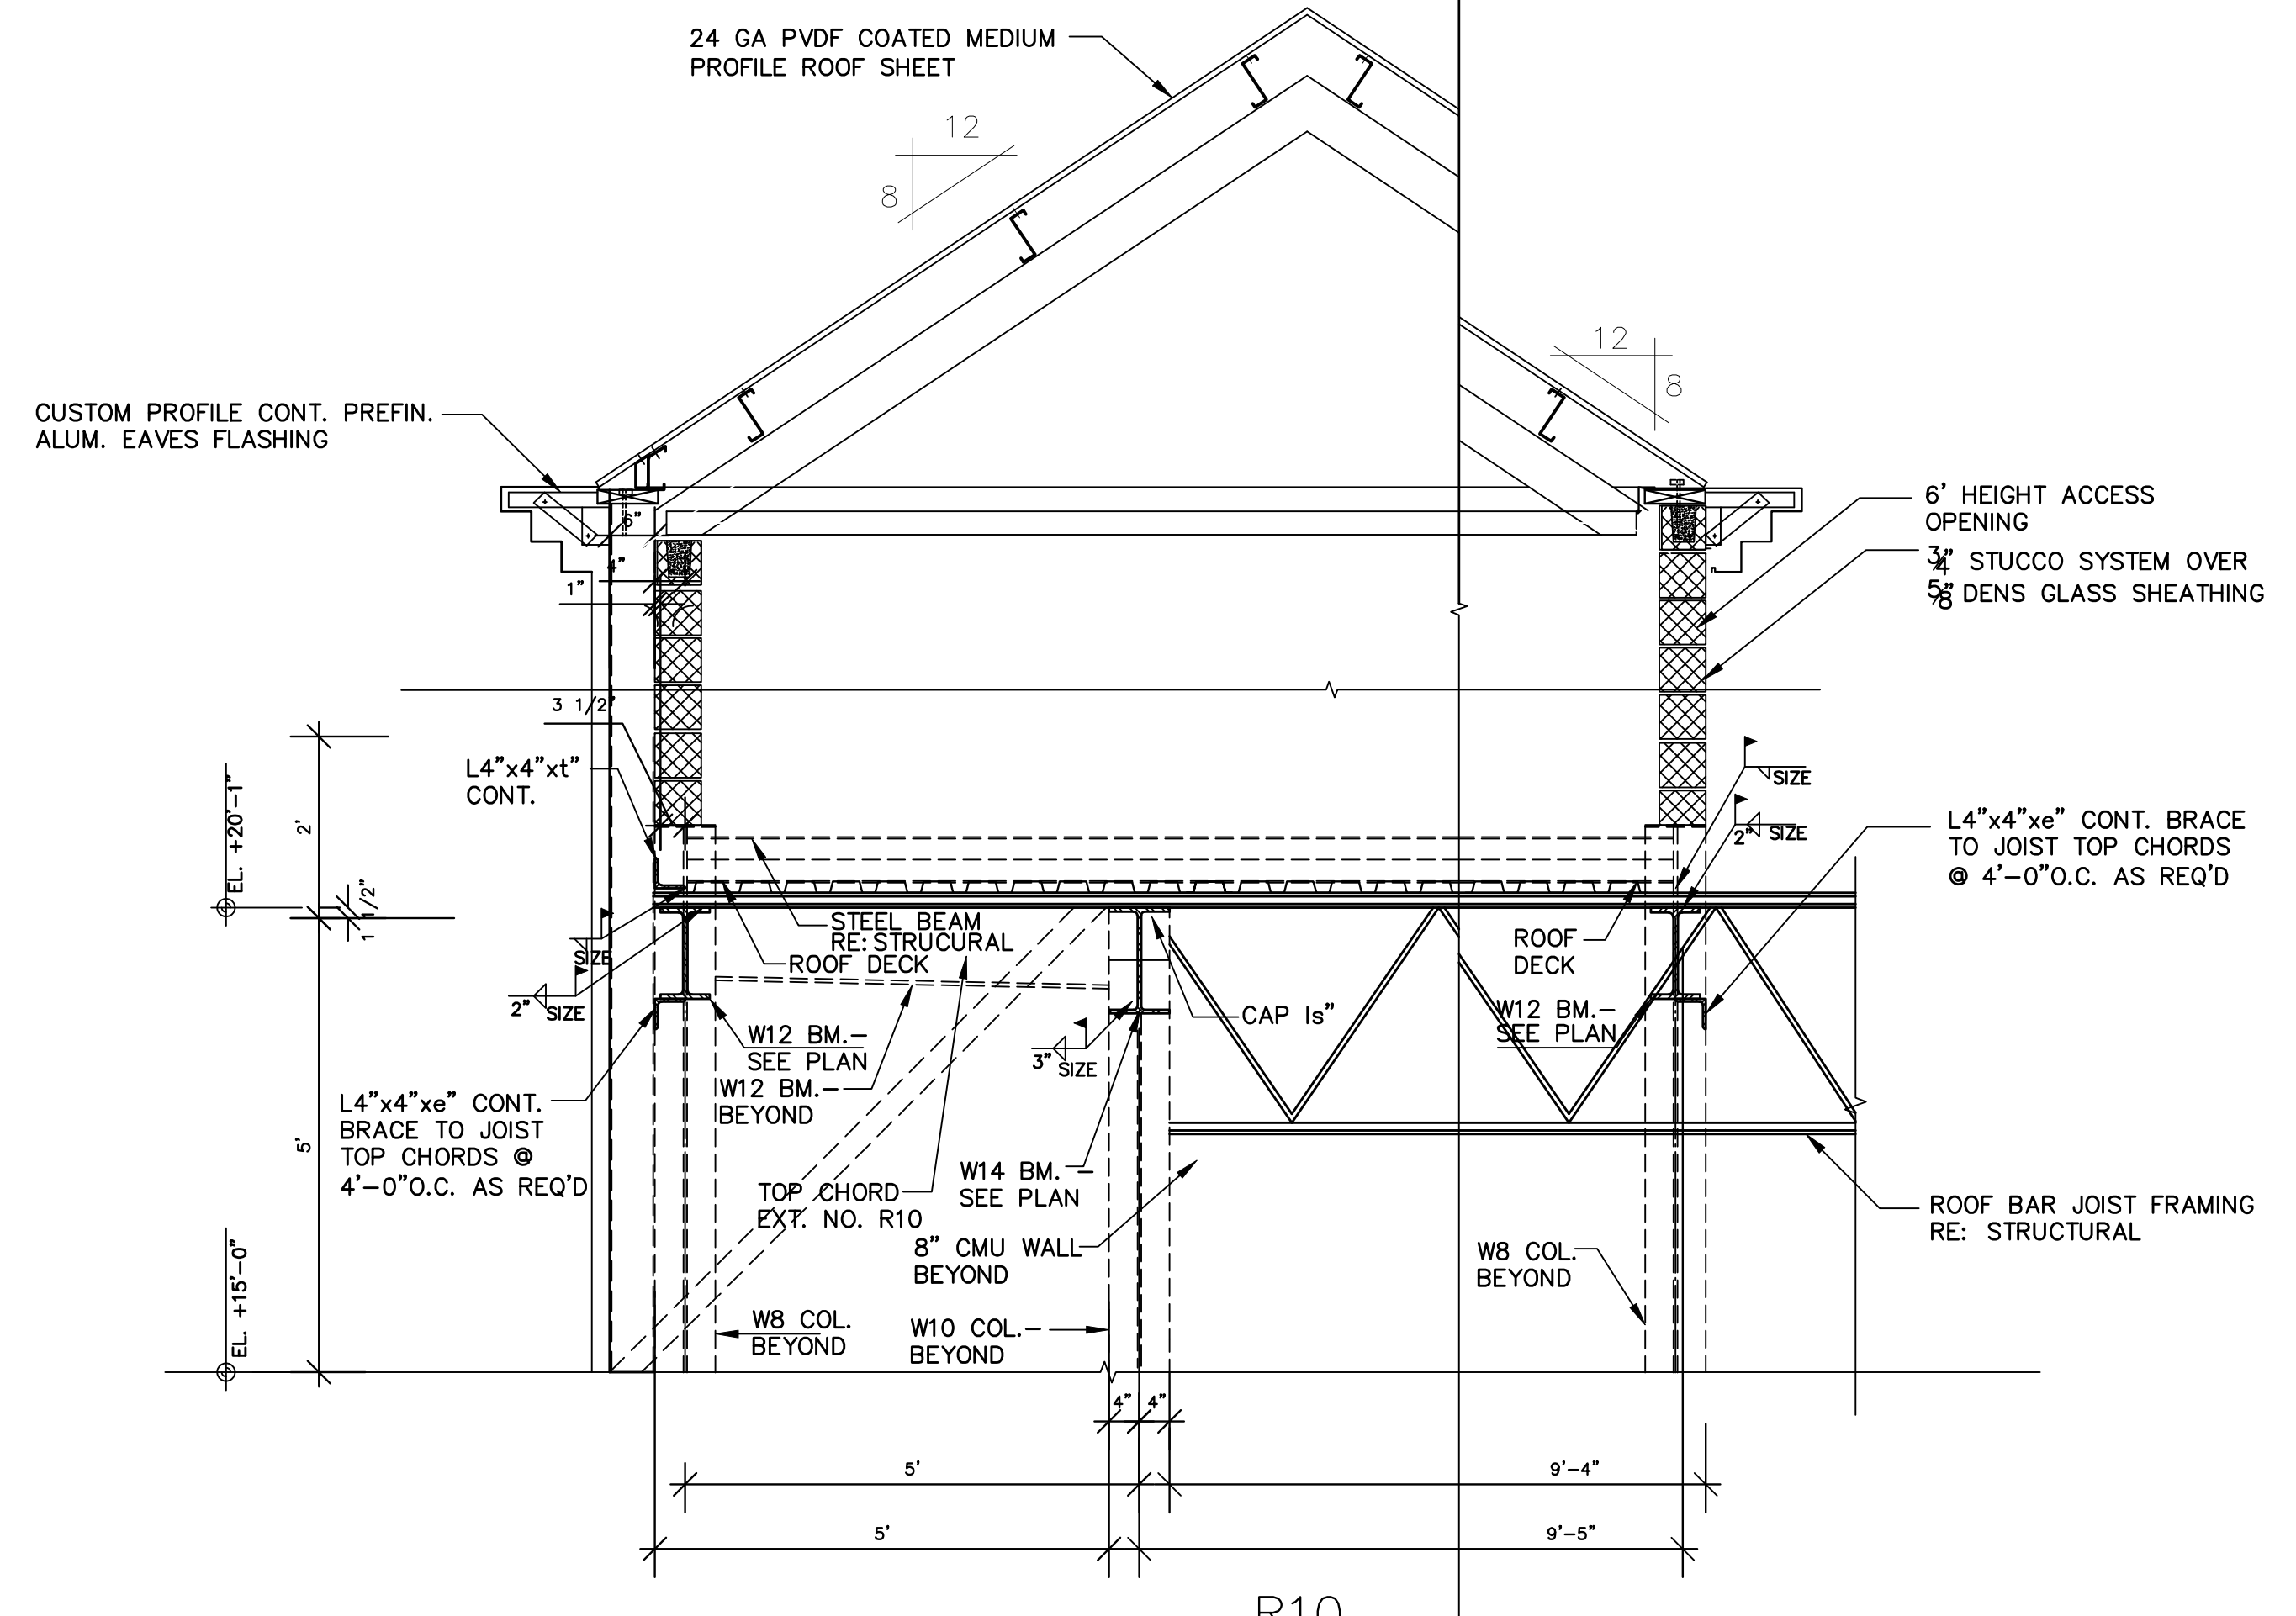 24 GA PVDF COATED MEDIUM
PROFILE ROOF SHEET
12
8
12
8
CUSTOM PROFILE CONT. PREFIN.
ALUM. EAVES FLASHING
6' HEIGHT ACCESS
OPENING
3/4" STUCCO SYSTEM OVER
5/8" DENS GLASS SHEATHING
6"
4"
1"
3 1/2"
L4"x4"xt"
CONT.
SIZE
2" SIZE
L4"x4"xe" CONT. BRACE
TO JOIST TOP CHORDS
@ 4'-0"O.C. AS REQ'D
EL. +20'-1"
2'
1 1/2"
STEEL BEAM
RE: STRUCURAL
ROOF DECK
ROOF
DECK
SIZE
2" SIZE
CAP ls"
W12 BM.-
SEE PLAN
W12 BM.-
SEE PLAN
3" SIZE
W12 BM.-
BEYOND
L4"x4"xe" CONT.
BRACE TO JOIST
TOP CHORDS @
4'-0"O.C. AS REQ'D
5'
W14 BM. -
SEE PLAN
TOP CHORD
EXT. NO. R10
ROOF BAR JOIST FRAMING
RE: STRUCTURAL
8" CMU WALL
BEYOND
W8 COL.
BEYOND
EL. +15'-0"
W8 COL.
BEYOND
W10 COL.-
BEYOND
4" 4"
5' 9'-4"
5' 9'-5"
R10